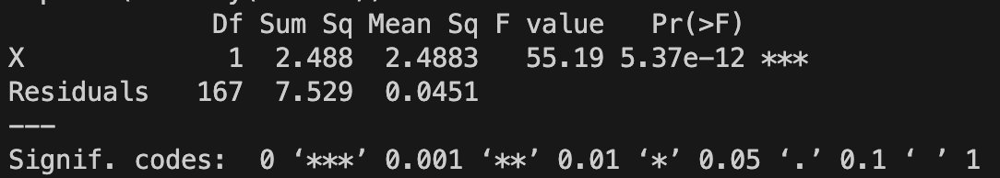 Df Sum Sq Mean Sq F value   Pr(>F)
X            1  2.488  2.4883   55.19 5.37e-12 ***
Residuals  167  7.529  0.0451
---
Signif. codes:  0 ‘***’ 0.001 ‘**’ 0.01 ‘*’ 0.05 ‘.’ 0.1 ‘ ’ 1